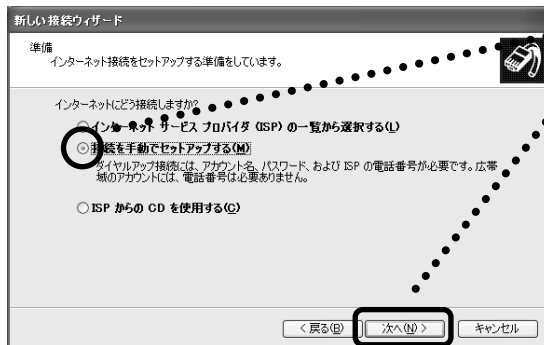 新しい接続ウィザード
準備
インターネット接続をセットアップする準備をしています。
インターネットにどう接続しますか?
インターネット サービス プロバイダ (ISP) の一覧から選択する(L)
接続を手動でセットアップする(M)
ダイヤルアップ接続には、アカウント名、パスワード、および ISP の電話番号が必要です。広帯
域のアカウントには、電話番号は必要ありません。
ISP からの CD を使用する(C)
< 戻る(B)
次へ(N) >
キャンセル